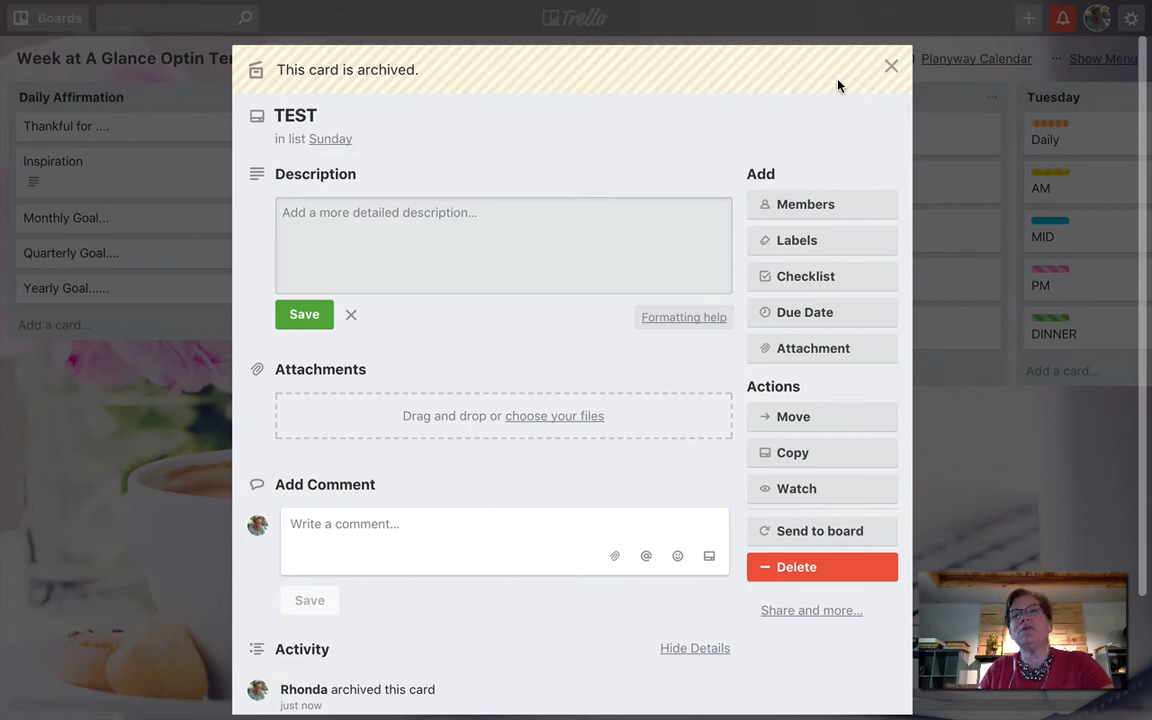 Boards
Trello
Week at A Glance Optin Te
Planyway Calendar
... Show Menu
Daily Affirmation
Thankful for ....
Inspiration
Monthly Goal...
Quarterly Goal....
Yearly Goal......
Add a card...
This card is archived.
TEST
in list Sunday
Description
Add a more detailed description...
Save
Formatting help
Attachments
Drag and drop or choose your files
Add Comment
Write a comment...
@
Save
Activity
Hide Details
Rhonda archived this card
just now
Add
Members
Labels
Checklist
Due Date
Attachment
Actions
Move
Copy
Watch
Send to board
Delete
Share and more...
Tuesday
Daily
AM
MID
PM
DINNER
Add a card...